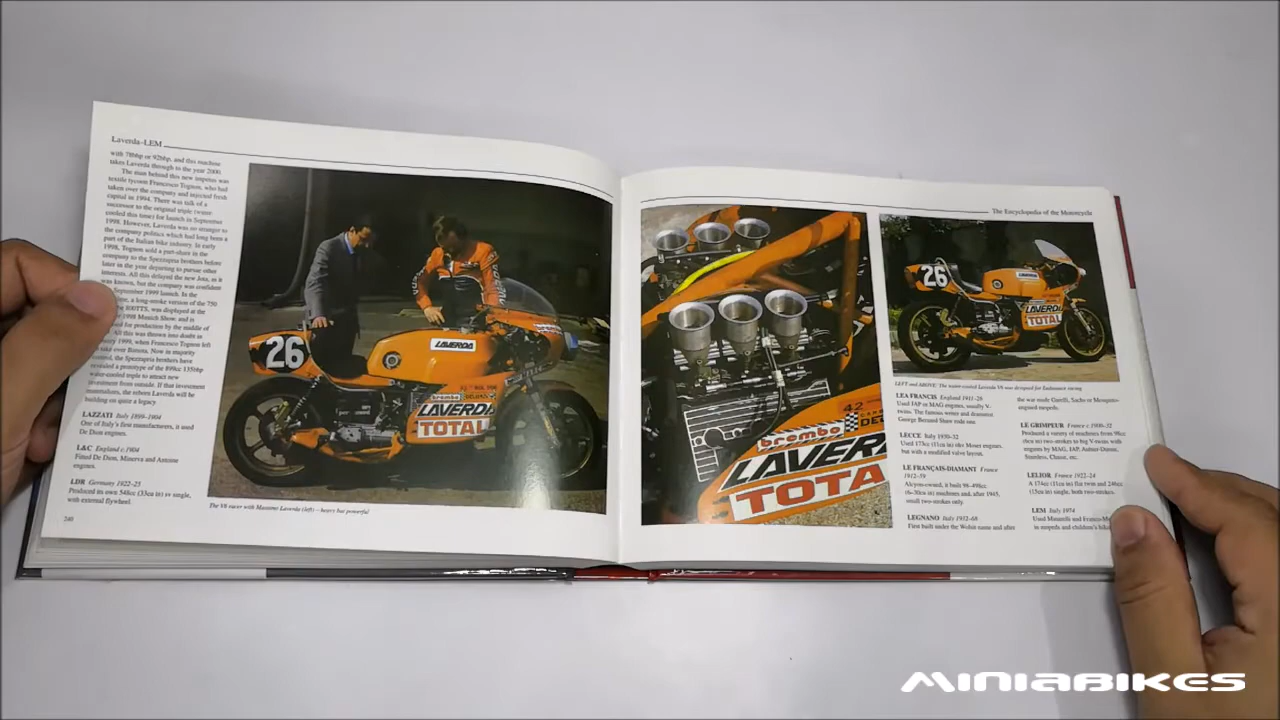 Laverda–LEM
with 78bhp or 92bhp, and this machine
takes Laverda through to the year 2000.
The man behind this new impetus was
textile tycoon Francesco Tognon, who had
taken over the company and injected fresh
capital in 1994. There was talk of a
successor to the original triple (water
cooled this time) for launch in September
1998. However, Laverda was no stranger to
the company politics which had long been a
part of the Italian bike industry. In early
1998, Tognon sold a part-share in the
company to the Spezzapria brothers before
later in the year departing to pursue other
interests. All this delayed the new Jota, as it
was known, but the company was confident
September 1999 launch. In the
a long-stroke version of the 750
was displayed at the
1998 Munich Show, and is
for production by the middle of
All this was thrown into doubt in
1999, when Francesco Tognon left
take over Bimota. Now in majority
control, the Spezzapria brothers have
revealed a prototype of the 898cc 135bhp
water-cooled triple to attract new
investment from outside. If that investment
materialises, the reborn Laverda will be
building on quite a legacy.
LAZZATI Italy 1899–1904
One of Italy's first manufacturers, it used
De Dion engines.
L&C England c.1904
Fitted De Dion, Minerva and Antoine
engines.
LDR Germany 1922–25
Produced its own 548cc (33cu in) sv single,
with external flywheel.
240
26
LAVERDA
brembo
LAVERDA
TOTAL
The V6 racer with Massimo Laverda (left) – heavy but powerful
The Encyclopedia of the Motorcycle
42
brembo
LAVER
TOTA
26
LAVERDA
TOTAL
LEFT and ABOVE: The water-cooled Laverda V6 was designed for Endurance racing
LEA FRANCIS England 1911–26
Used JAP or MAG engines, usually V-
twins. The famous writer and dramatist
George Bernard Shaw rode one.
LECCE Italy 1930–32
Used 173cc (11cu in) ohv Moser engines,
but with a modified valve layout.
LE FRANÇAIS-DIAMANT France
1912–59
Alcyon-owned, it built 98–498cc
(6–30cu in) machines and, after 1945,
small two-strokes only.
LEGNANO Italy 1932–68
First built under the Wolsit name and after
the war made Garelli, Sachs or Mosquito-
engined mopeds.
LE GRIMPEUR France c.1900–32
Produced a variety of machines from 98cc
(6cu in) two-strokes to big V-twins with
engines by MAG, JAP, Aubier-Dunne,
Stainless, Chaise, etc.
LELIOR France 1922–24
A 174cc (11cu in) flat twin and 246cc
(15cu in) single, both two-strokes.
LEM Italy 1974
Used Minarelli and Franco-M
in mopeds and children's bike
MINIABIKES